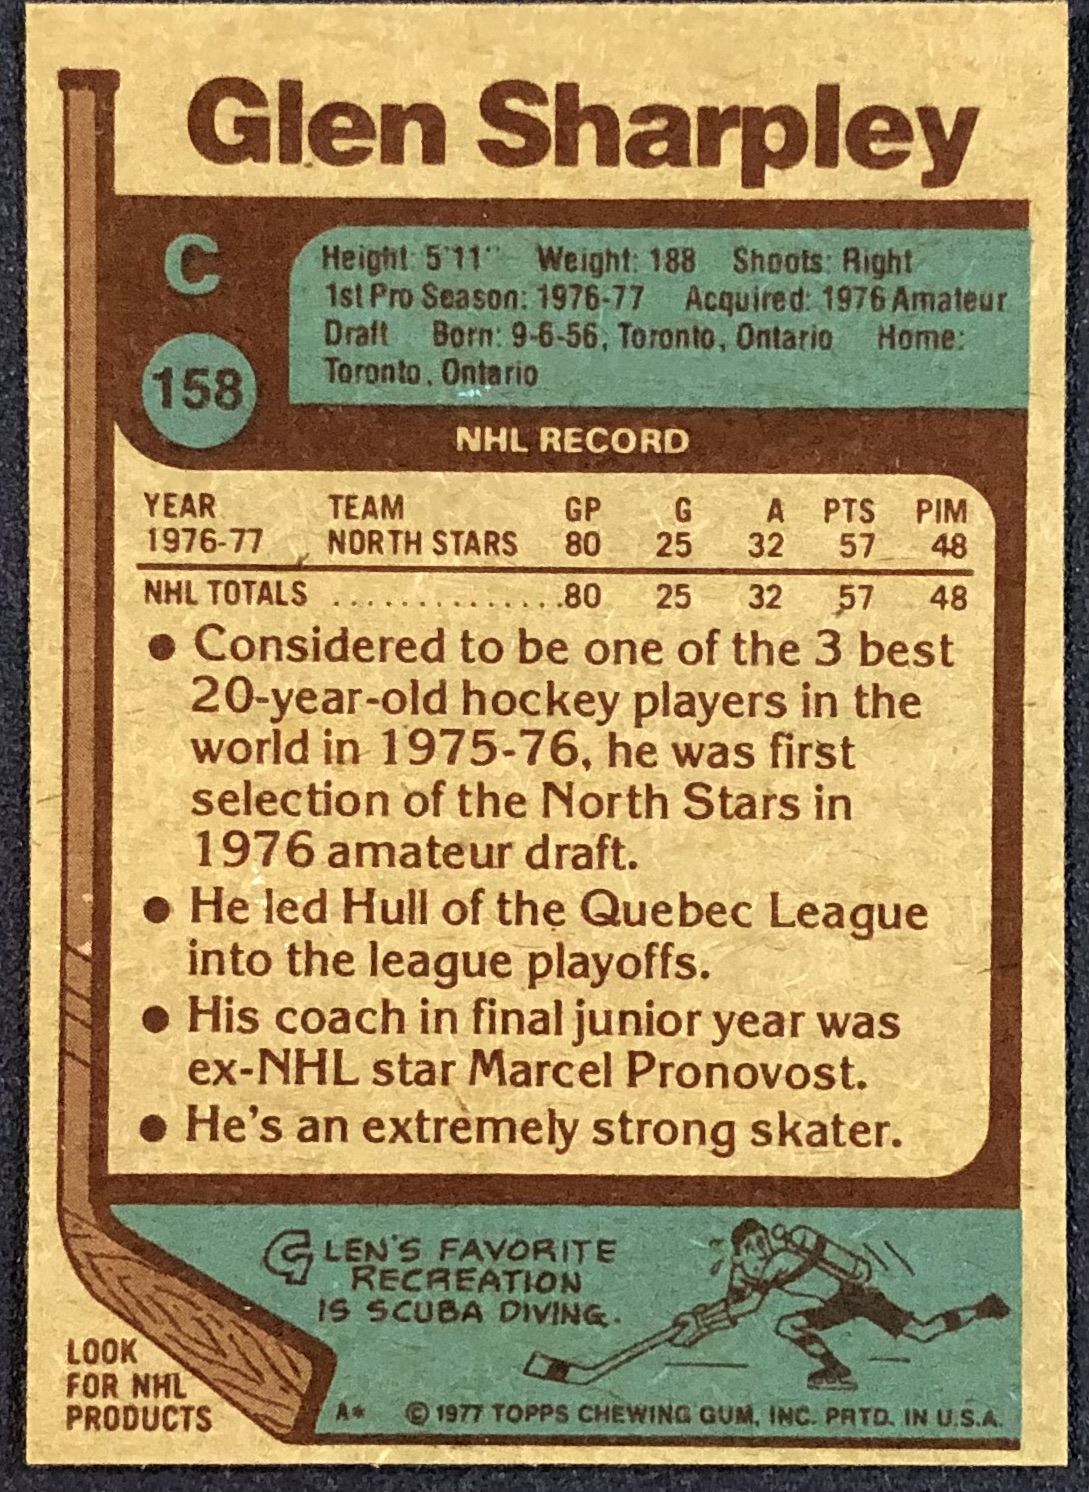 Glen Sharpley
C
158
Height: 5'11" Weight: 188 Shoots: Right
1st Pro Season: 1976-77 Acquired: 1976 Amateur
Draft Born: 9-6-56, Toronto, Ontario Home:
Toronto, Ontario
NHL RECORD
YEAR TEAM GP G A PTS PIM
1976-77 NORTH STARS 80 25 32 57 48
NHL TOTALS ...............80 25 32 57 48
● Considered to be one of the 3 best
20-year-old hockey players in the
world in 1975-76, he was first
selection of the North Stars in
1976 amateur draft.
● He led Hull of the Quebec League
into the league playoffs.
● His coach in final junior year was
ex-NHL star Marcel Pronovost.
● He's an extremely strong skater.
GLEN'S FAVORITE
RECREATION
IS SCUBA DIVING.
LOOK
FOR NHL
PRODUCTS
A* © 1977 TOPPS CHEWING GUM, INC. PRTD. IN U.S.A.